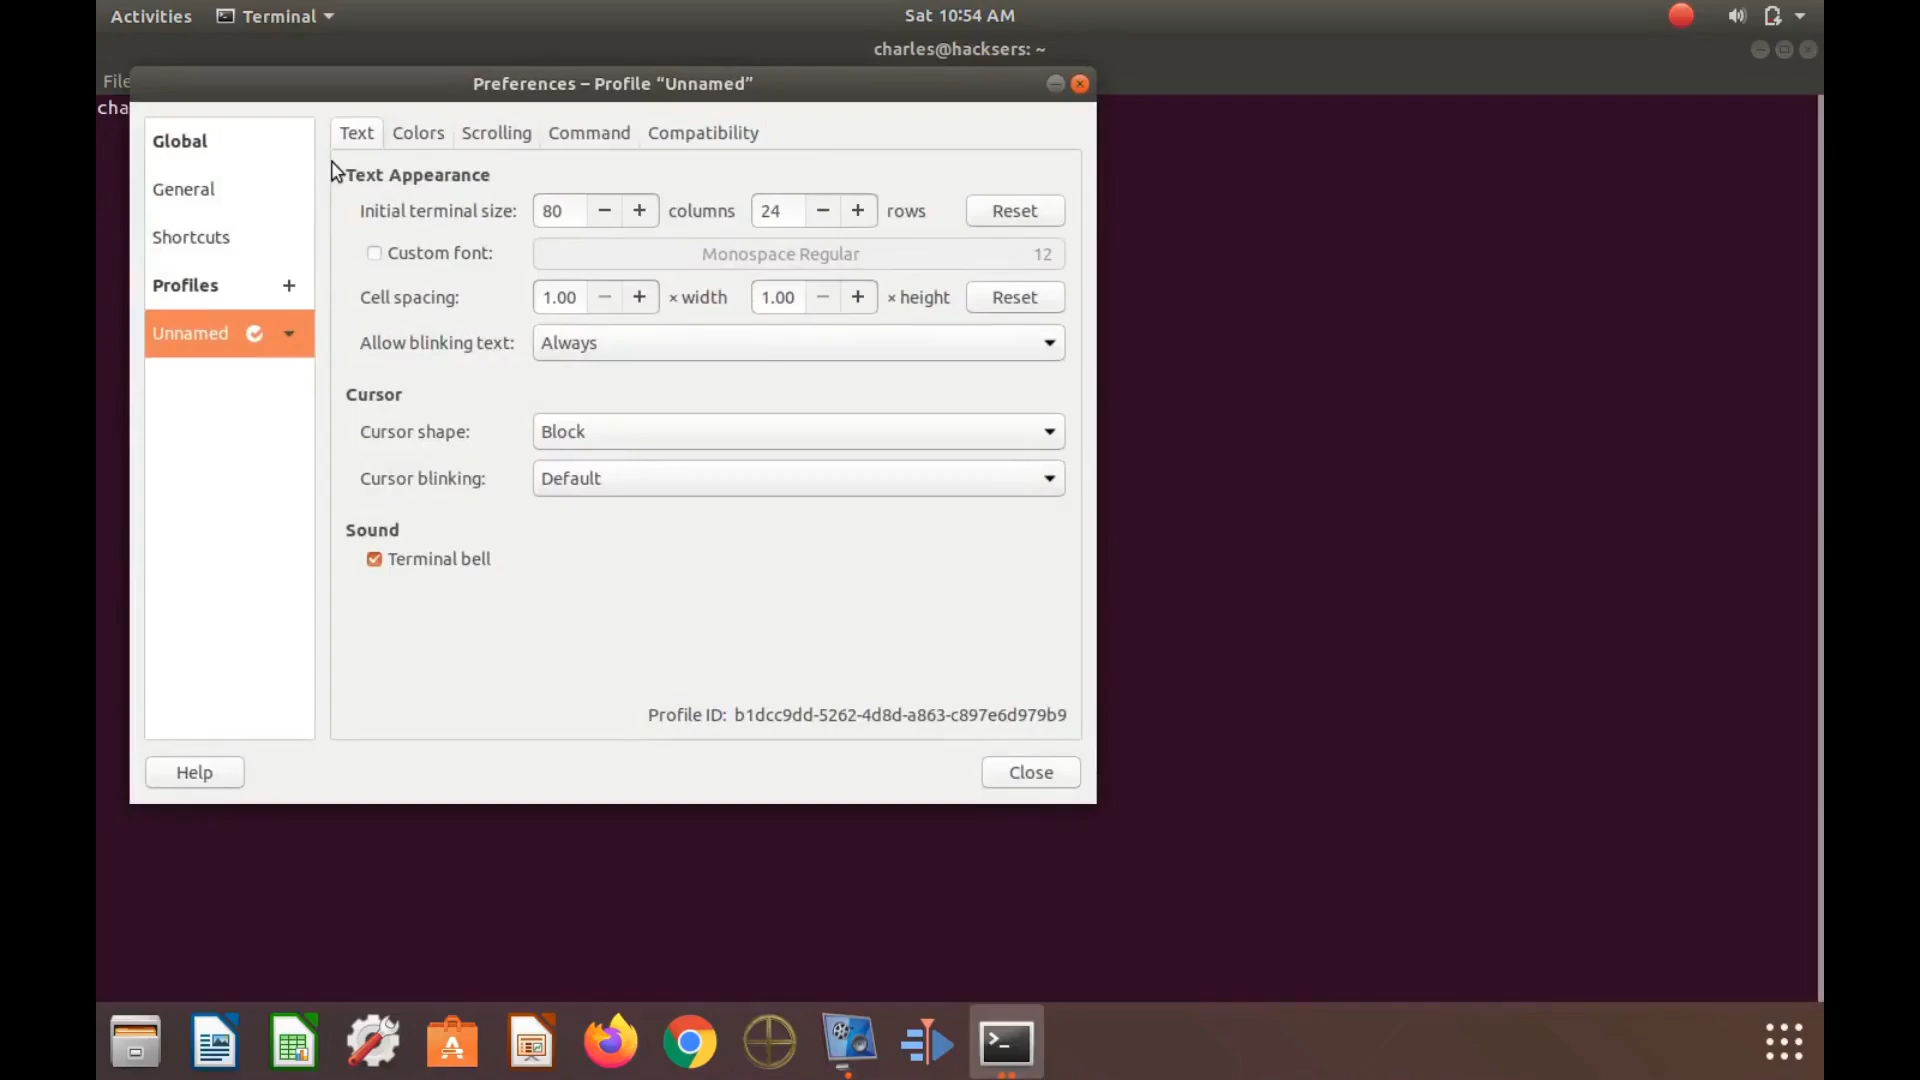 Activities Terminal Sat 10:54 AM
charles@hacksers: ~
File
Preferences – Profile “Unnamed”
cha
Global
Text Colors Scrolling Command Compatibility
Text Appearance
General
Initial terminal size: 80 − + columns 24 − + rows Reset
Shortcuts
Custom font: Monospace Regular 12
Profiles +
Cell spacing: 1.00 − + × width 1.00 − + × height Reset
Unnamed
Allow blinking text: Always
Cursor
Cursor shape: Block
Cursor blinking: Default
Sound
Terminal bell
Profile ID: b1dcc9dd-5262-4d8d-a863-c897e6d979b9
Help Close